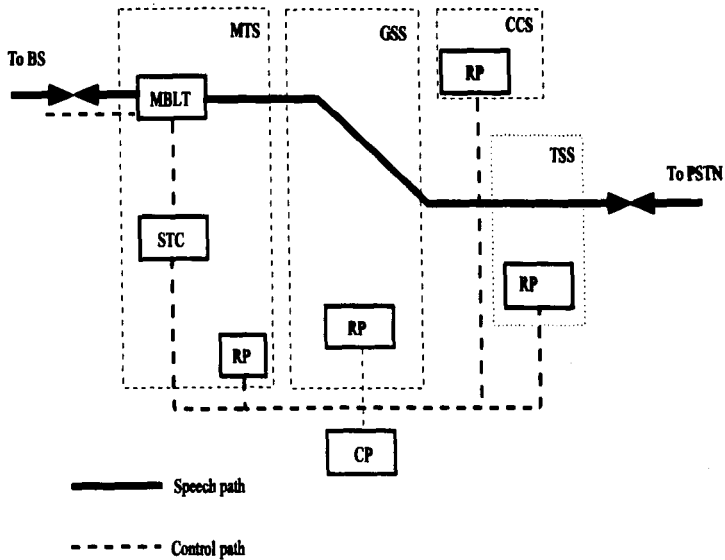 MTS
GSS
CCS
To BS
RP
MBLT
TSS
To PSTN
STC
RP
RP
RP
CP
Speech path
Control path